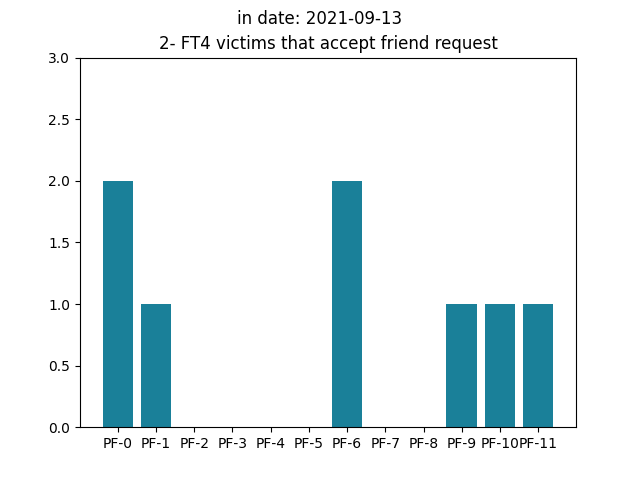 in date: 2021-09-13
2- FT4 victims that accept friend request
3.0
2.5
2.0
1.5
1.0
0.5
0.0
PF-0 PF-1 PF-2 PF-3 PF-4 PF-5 PF-6 PF-7 PF-8 PF-9 PF-10 PF-11